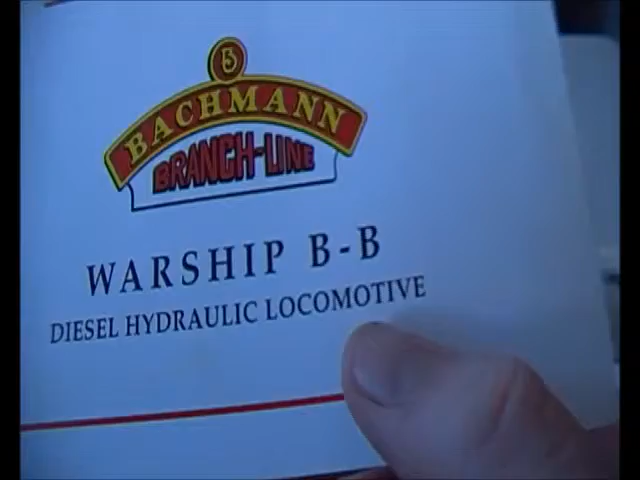 B
BACHMANN
BRANCH-LINE
WARSHIP B-B
DIESEL HYDRAULIC LOCOMOTIVE